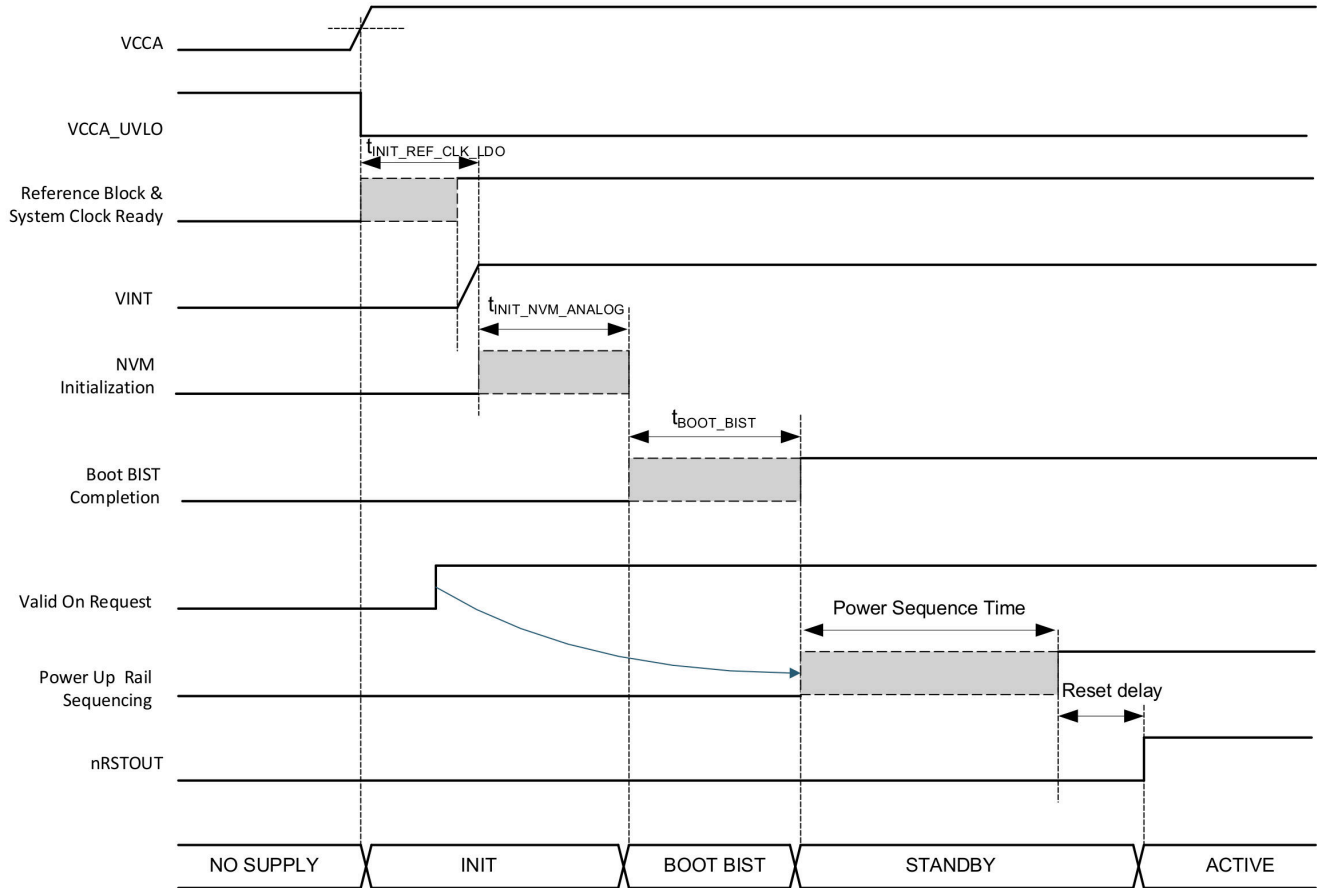 VCCA
VCCA_UVLO
tINIT_REF_CLK_LDO
Reference Block &
System Clock Ready
VINT
tINIT_NVM_ANALOG
NVM
Initialization
tBOOT_BIST
Boot BIST
Completion
Valid On Request
Power Sequence Time
Power Up Rail
Sequencing
Reset delay
nRSTOUT
NO SUPPLY
INIT
BOOT BIST
STANDBY
ACTIVE